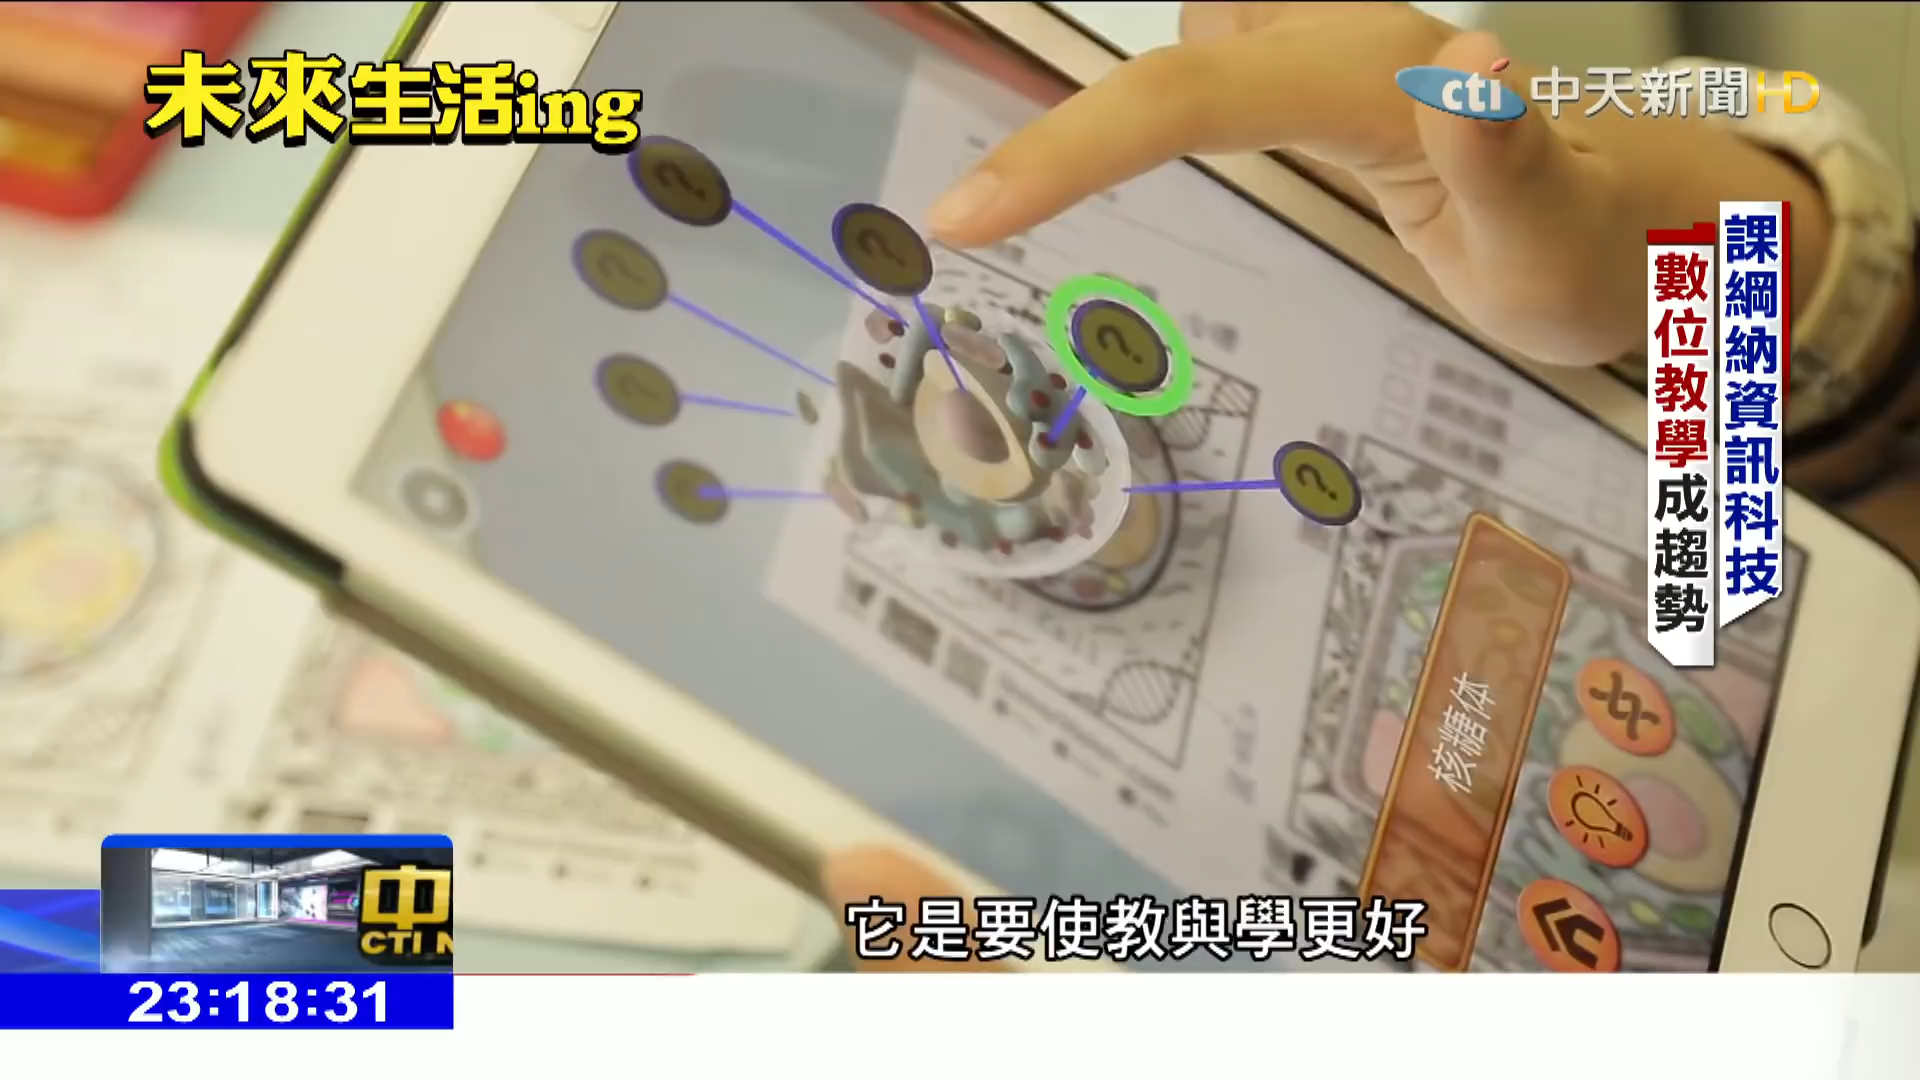 未來生活ing
cti 中天新聞HD
課綱納資訊科技
數位教學成趨勢
?
?
?
?
?
核糖体
它是要使教與學更好
中
CTI N
23:18:31